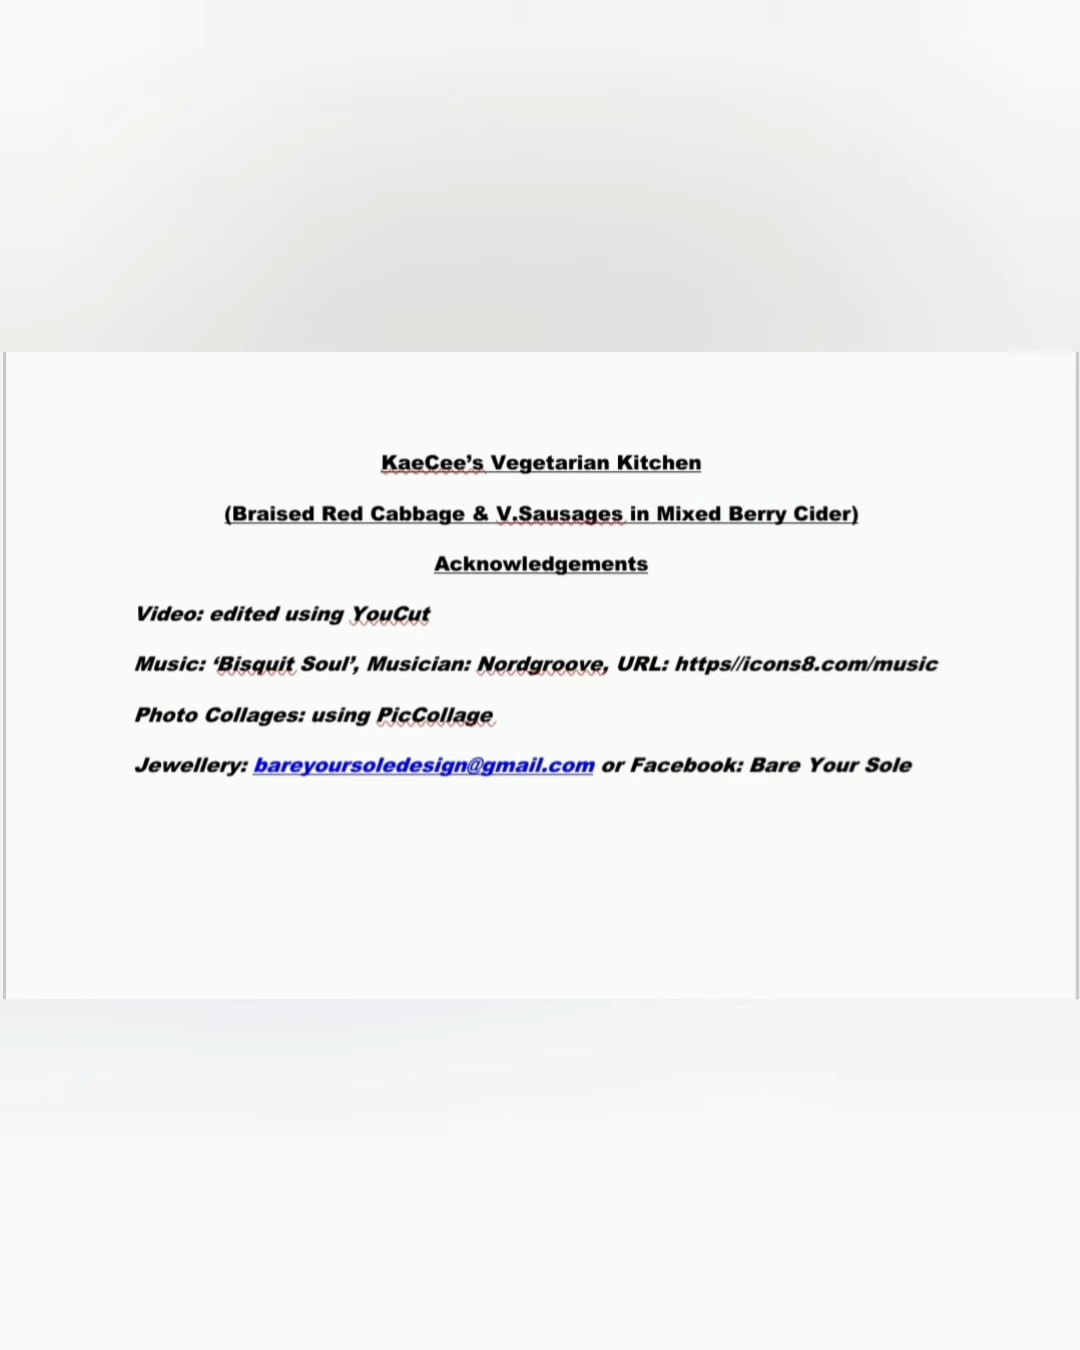 KaeCee’s Vegetarian Kitchen
(Braised Red Cabbage & V.Sausages in Mixed Berry Cider)
Acknowledgements
Video: edited using YouCut
Music: ‘Bisquit Soul’, Musician: Nordgroove, URL: https//icons8.com/music
Photo Collages: using PicCollage
Jewellery: bareyoursoledesign@gmail.com or Facebook: Bare Your Sole